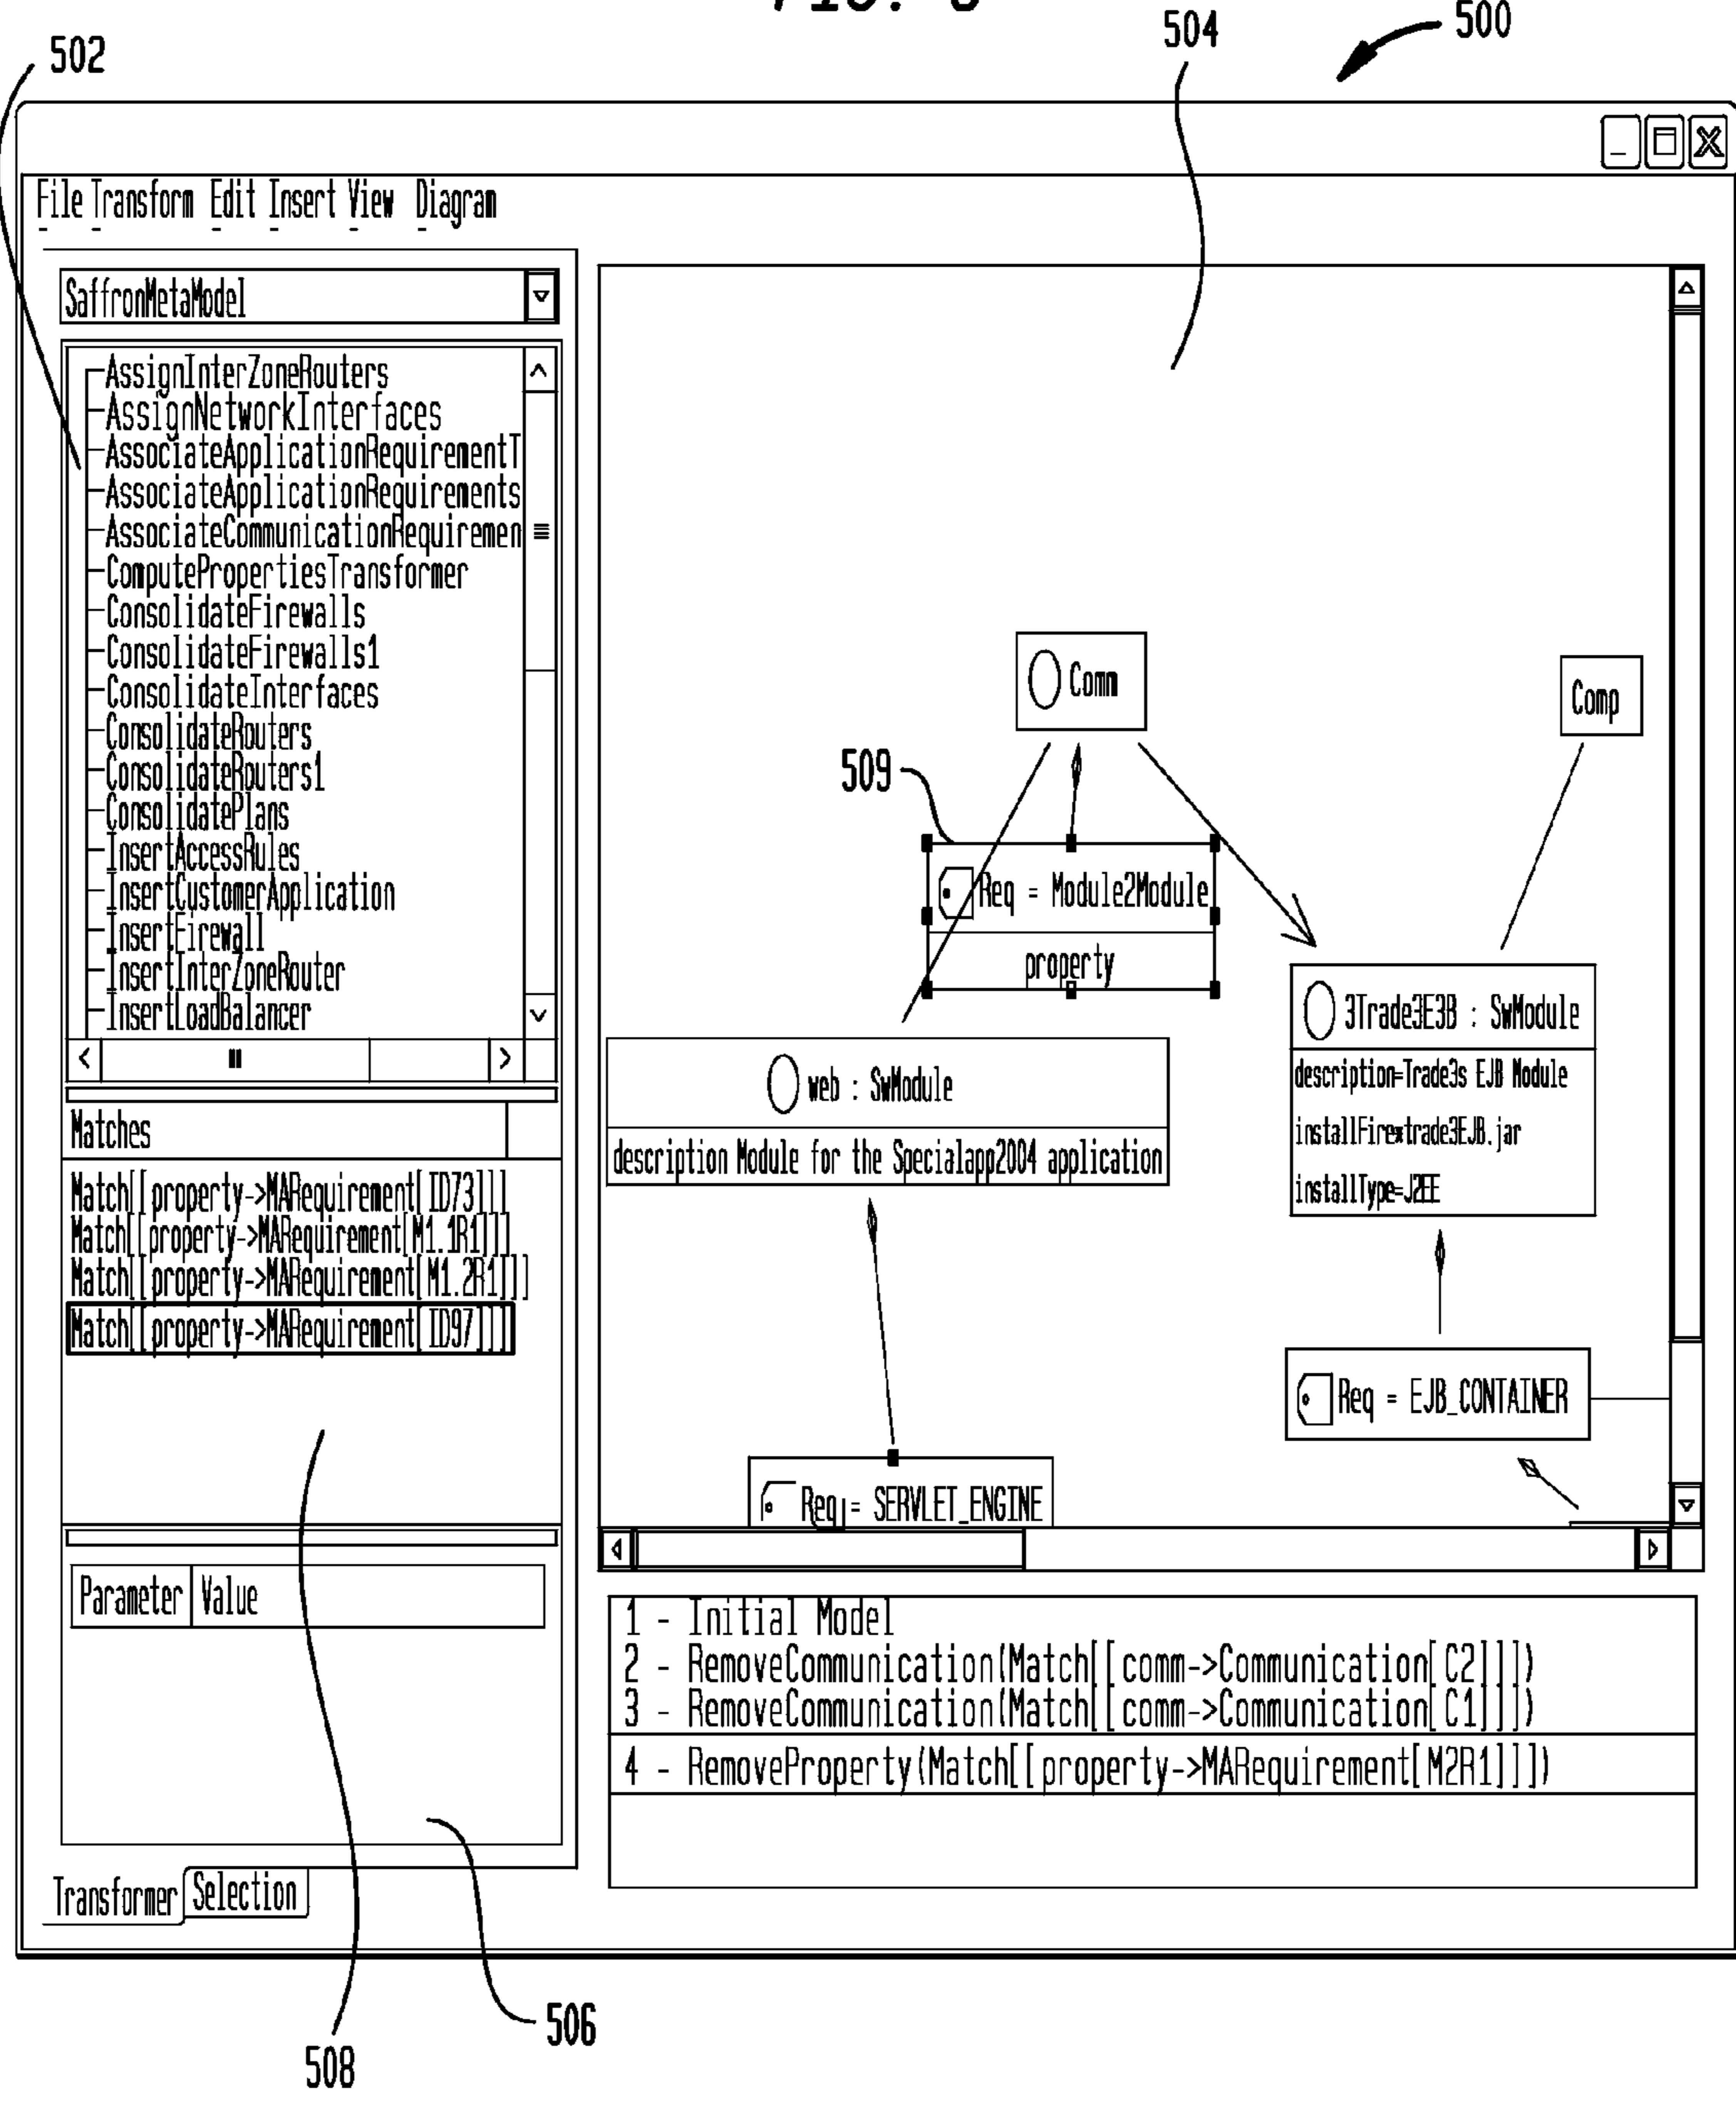 504
500
502
File Transform Edit Insert View Diagram
SaffronMetaModel
AssignInterZoneRouters
AssignNetworkInterfaces
AssociateApplicationRequirementT
AssociateApplicationRequirements
AssociateCommunicationRequiremen
ComputePropertiesTransformer
ConsolidateFirewalls
ConsolidateFirewalls1
ConsolidateInterfaces
ConsolidateRouters
ConsolidateRouters1
ConsolidatePlans
InsertAccessRules
InsertCustomerApplication
InsertFirewall
InsertInterZoneRouter
InsertLoadBalancer
Matches
Match[[property->MARequirement[ID73]]]
Match[[property->MARequirement[M1.1R1]]]
Match[[property->MARequirement[M1.2R1]]]
Match[[property->MARequirement[ID97]]]
Parameter Value
Transformer Selection
Comm
Comp
509
Req = Module2Module
property
3Trade3E3B : SwModule
description=Trade3s EJB Module
installFire=trade3EJB.jar
installType=J2EE
web : SwModule
description Module for the Specialapp2004 application
Req = EJB_CONTAINER
Req = SERVLET_ENGINE
1 - Initial Model
2 - RemoveCommunication(Match[[comm->Communication[C2]]])
3 - RemoveCommunication(Match[[comm->Communication[C1]]])
4 - RemoveProperty(Match[[property->MARequirement[M2R1]]])
506
508